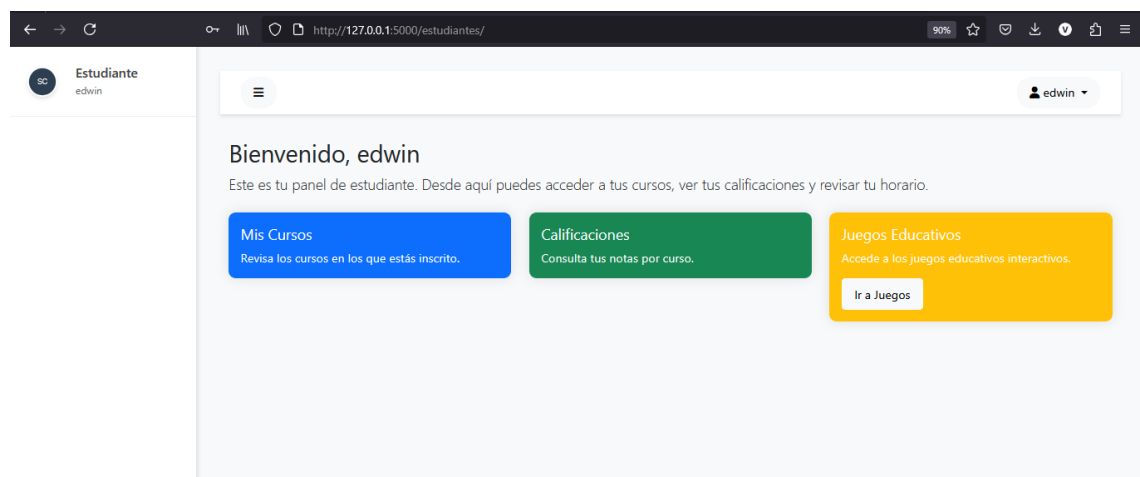 http://127.0.0.1:5000/estudiantes/
90%
V
SC
Estudiante
edwin
edwin
Bienvenido, edwin
Este es tu panel de estudiante. Desde aquí puedes acceder a tus cursos, ver tus calificaciones y revisar tu horario.
Mis Cursos
Revisa los cursos en los que estás inscrito.
Calificaciones
Consulta tus notas por curso.
Juegos Educativos
Accede a los juegos educativos interactivos.
Ir a Juegos